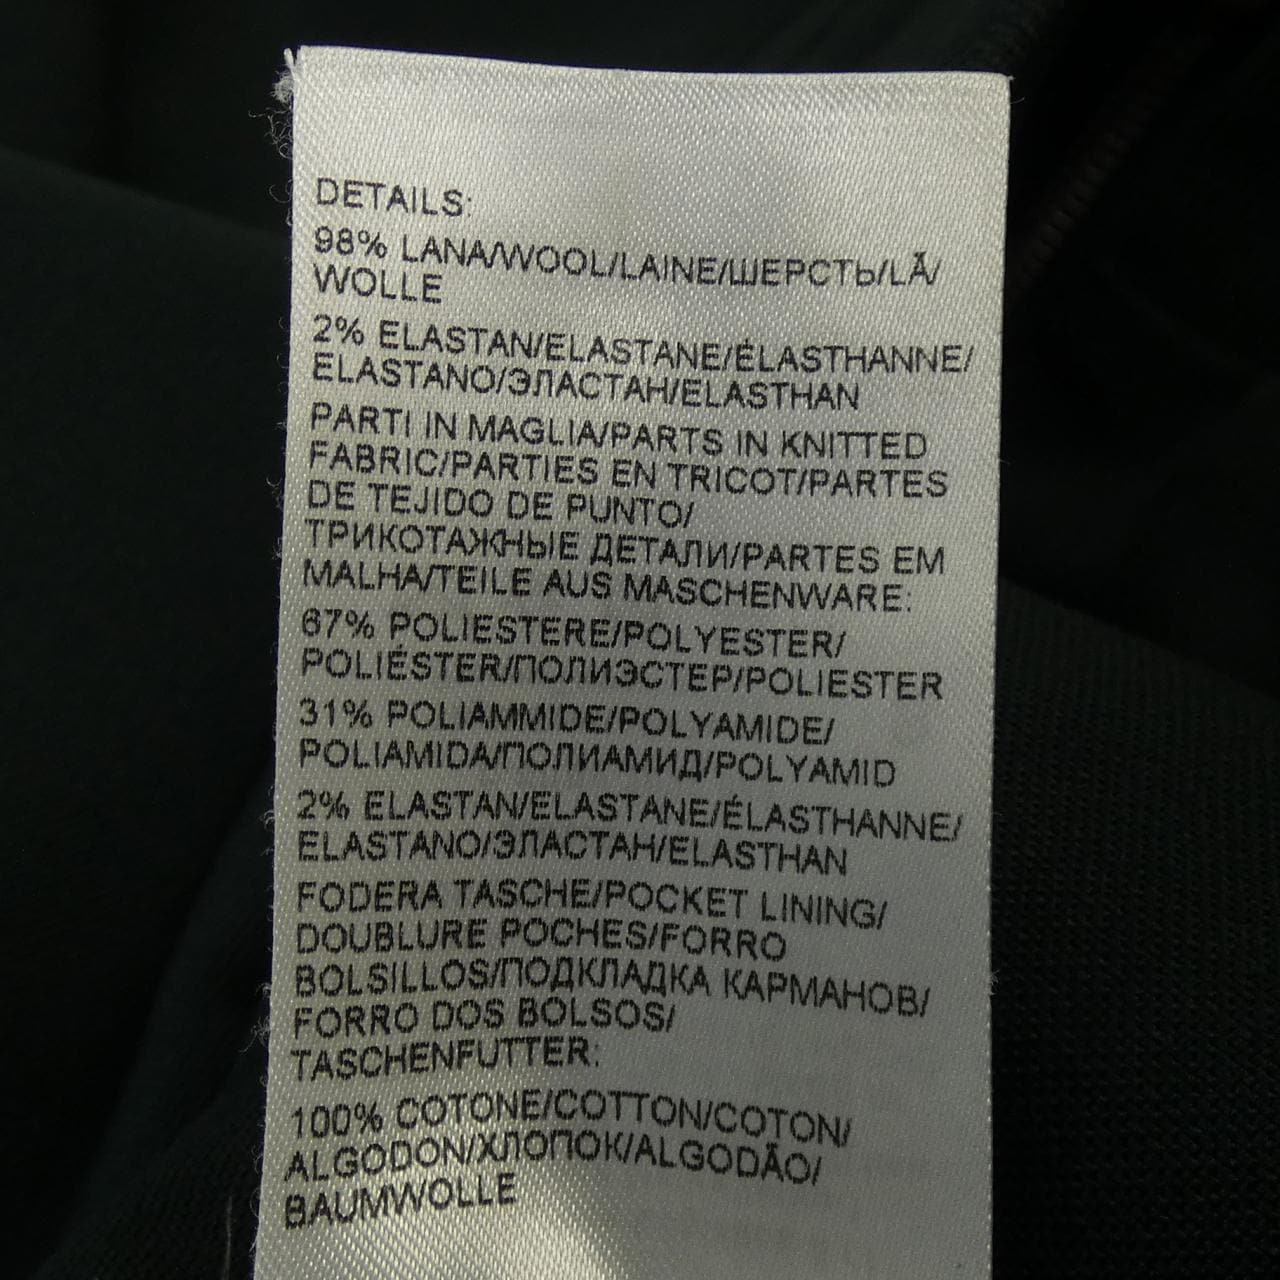 DETAILS:
98% LANA/WOOL/LAINE/ШЕРСТЬ/LÃ/
WOLLE
2% ELASTAN/ELASTANE/ÉLASTHANNE/
ELASTANO/ЭЛАСТАН/ELASTHAN
PARTI IN MAGLIA/PARTS IN KNITTED
FABRIC/PARTIES EN TRICOT/PARTES
DE TEJIDO DE PUNTO/
ТРИКОТАЖНЫЕ ДЕТАЛИ/PARTES EM
MALHA/TEILE AUS MASCHENWARE:
67% POLIESTERE/POLYESTER/
POLIÉSTER/ПОЛИЭСТЕР/POLIESTER
31% POLIAMMIDE/POLYAMIDE/
POLIAMIDA/ПОЛИАМИД/POLYAMID
2% ELASTAN/ELASTANE/ÉLASTHANNE/
ELASTANO/ЭЛАСТАН/ELASTHAN
FODERA TASCHE/POCKET LINING/
DOUBLURE POCHES/FORRO
BOLSILLOS/ПОДКЛАДКА КАРМАНОВ/
FORRO DOS BOLSOS/
TASCHENFUTTER:
100% COTONE/COTTON/COTON/
ALGODON/ХЛОПОК/ALGODÃO/
BAUMWOLLE